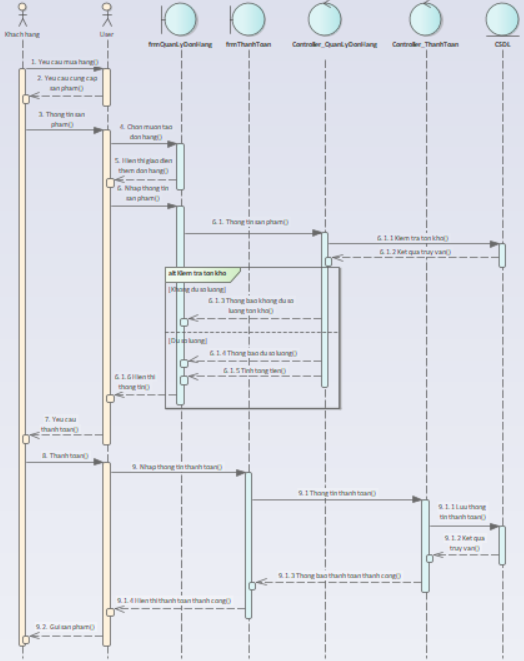 Khach hang
User
frmQuanLyDonHang
frmThanhToan
Controller_QuanLyDonHang
Controller_ThanhToan
CSDL
1. Yeu cau mua hang()
2. Yeu cau cung cap
san pham()
3. Thong tin san
pham()
4. Chon muon tao
don hang()
5. Hien thi giao dien
them don hang()
6. Nhap thong tin
san pham()
6.1. Thong tin san pham()
6.1.1 Kiem tra ton kho()
6.1.2 Ket qua truy van()
alt Kiem tra ton kho
[Khong du so luong]
6.1.3 Thong bao khong du so
luong ton kho()
[Du so luong]
6.1.4 Thong bao du so luong()
6.1.5 Tinh tong tien()
6.1.6 Hien thi
thong tin()
7. Yeu cau
thanh toan()
8. Thanh toan()
9. Nhap thong tin thanh toan()
9.1 Thong tin thanh toan()
9.1.1 Luu thong
tin thanh toan()
9.1.2 Ket qua
truy van()
9.1.3 Thong bao thanh toan thanh cong()
9.1.4 Hien thi thanh toan thanh cong()
9.2. Gui san pham()